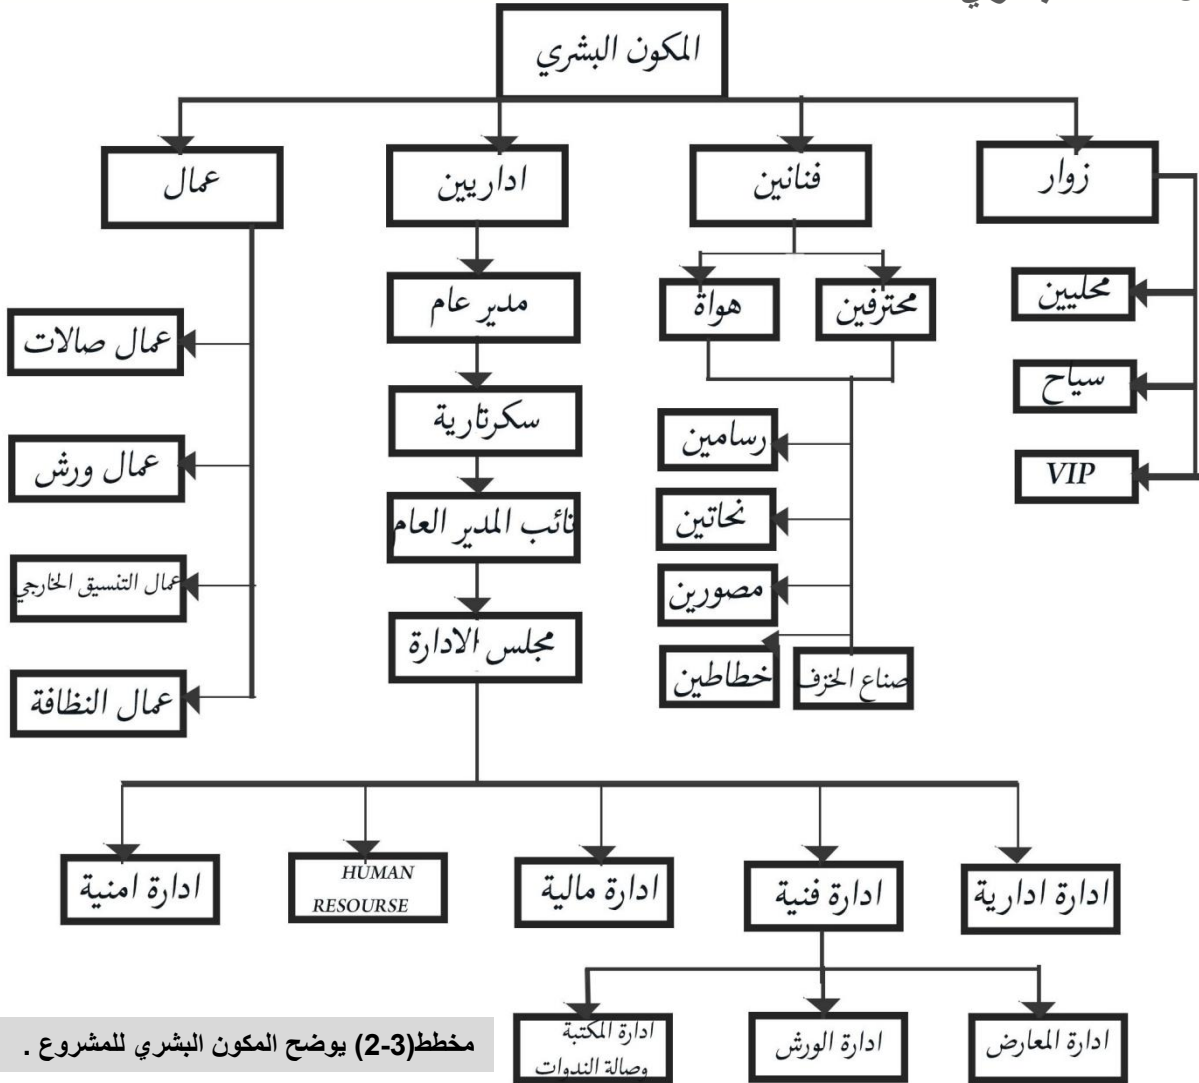 المكون البشري
زوار
فنانين
اداريين
عمال
محليين
سياح
VIP
محترفين
هواة
رسامين
نحاتين
مصورين
خطاطين
صناع الخزف
مدير عام
سكرتارية
نائب المدير العام
مجلس الادارة
عمال صالات
عمال ورش
عمال التنسيق الخارجي
عمال النظافة
ادارة ادارية
ادارة فنية
ادارة مالية
HUMAN
RESOURSE
ادارة امنية
ادارة المعارض
ادارة الورش
ادارة المكتبة
وصالة الندوات
مخطط(3-2) يوضح المكون البشري للمشروع .